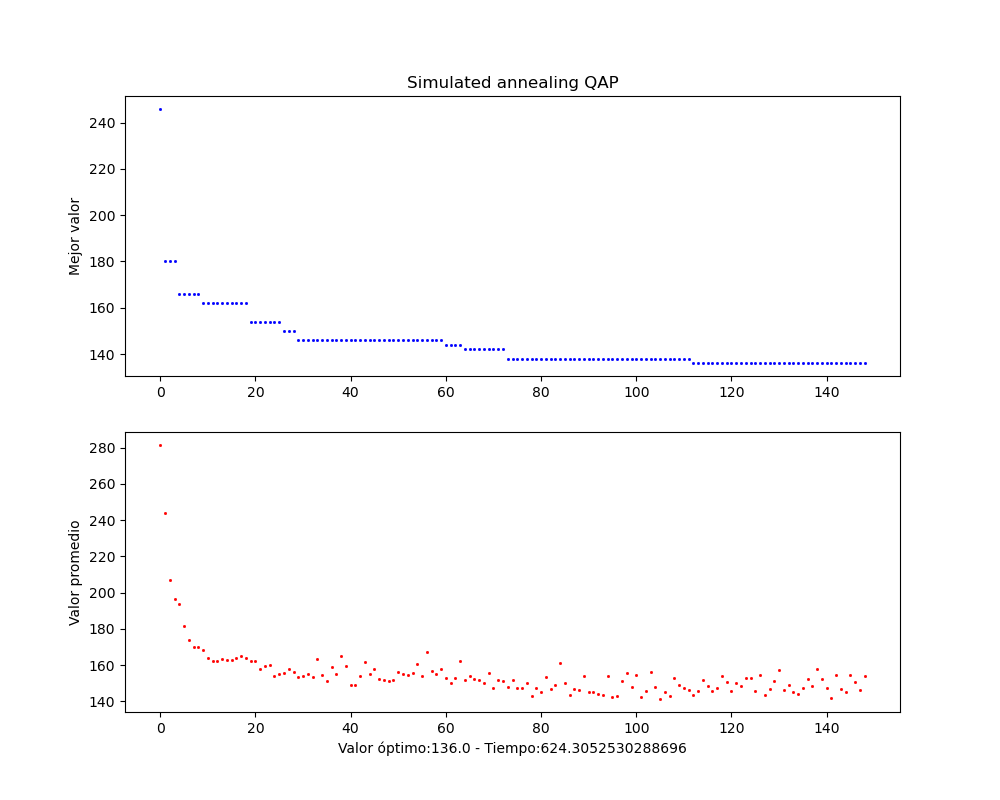 Simulated annealing QAP
Mejor valor
240
220
200
180
160
140
0 20 40 60 80 100 120 140
Valor promedio
280
260
240
220
200
180
160
140
0 20 40 60 80 100 120 140
Valor óptimo:136.0 - Tiempo:624.3052530288696